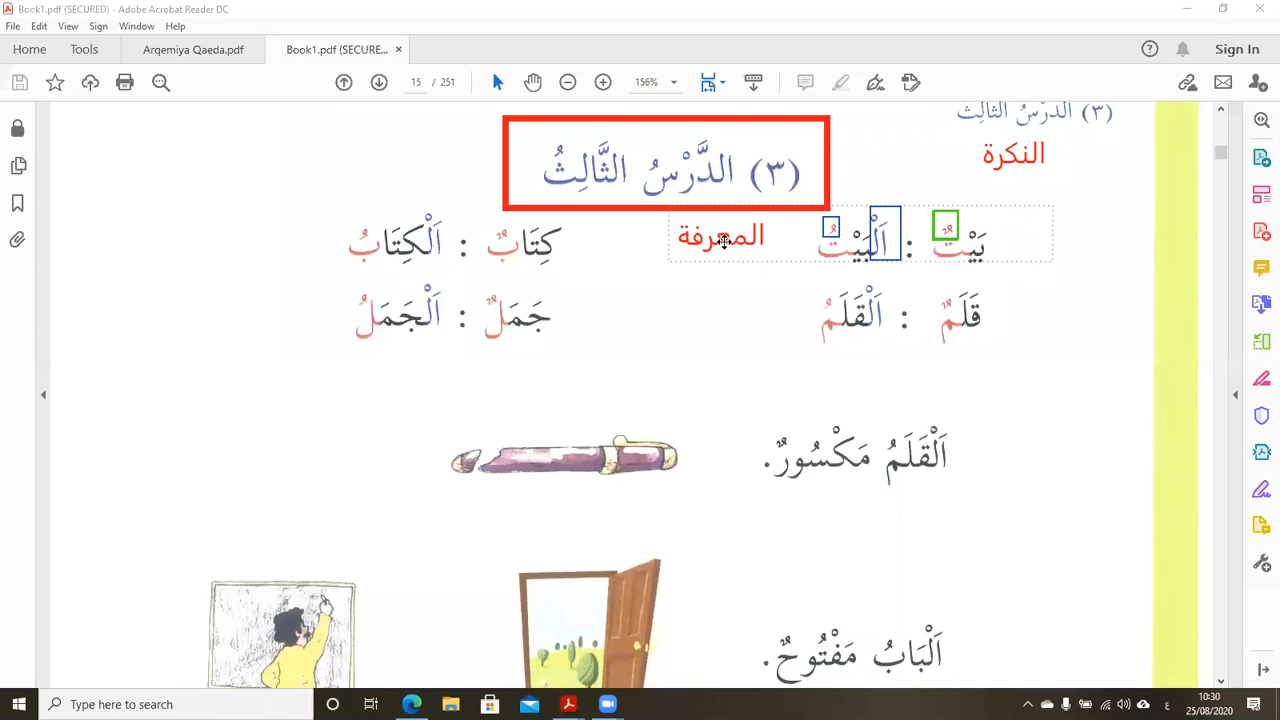 Book1.pdf (SECURED) - Adobe Acrobat Reader DC
File Edit View Sign Window Help
Home Tools Arqemiya Qaeda.pdf Book1.pdf (SECURE... × Sign In
15 / 251 156%
(٣) الدَّرْسُ الثَّالِثُ
النكرة
(٣) الدَّرْسُ الثَّالِثُ
بَيْتٌ : اَلْبَيْتُ المعرفة كِتَابٌ : اَلْكِتَابُ
قَلَمٌ : اَلْقَلَمُ جَمَلٌ : اَلْجَمَلُ
اَلْقَلَمُ مَكْسُورٌ.
اَلْبَابُ مَفْتُوحٌ.
Type here to search
ع
10:30
25/08/2020